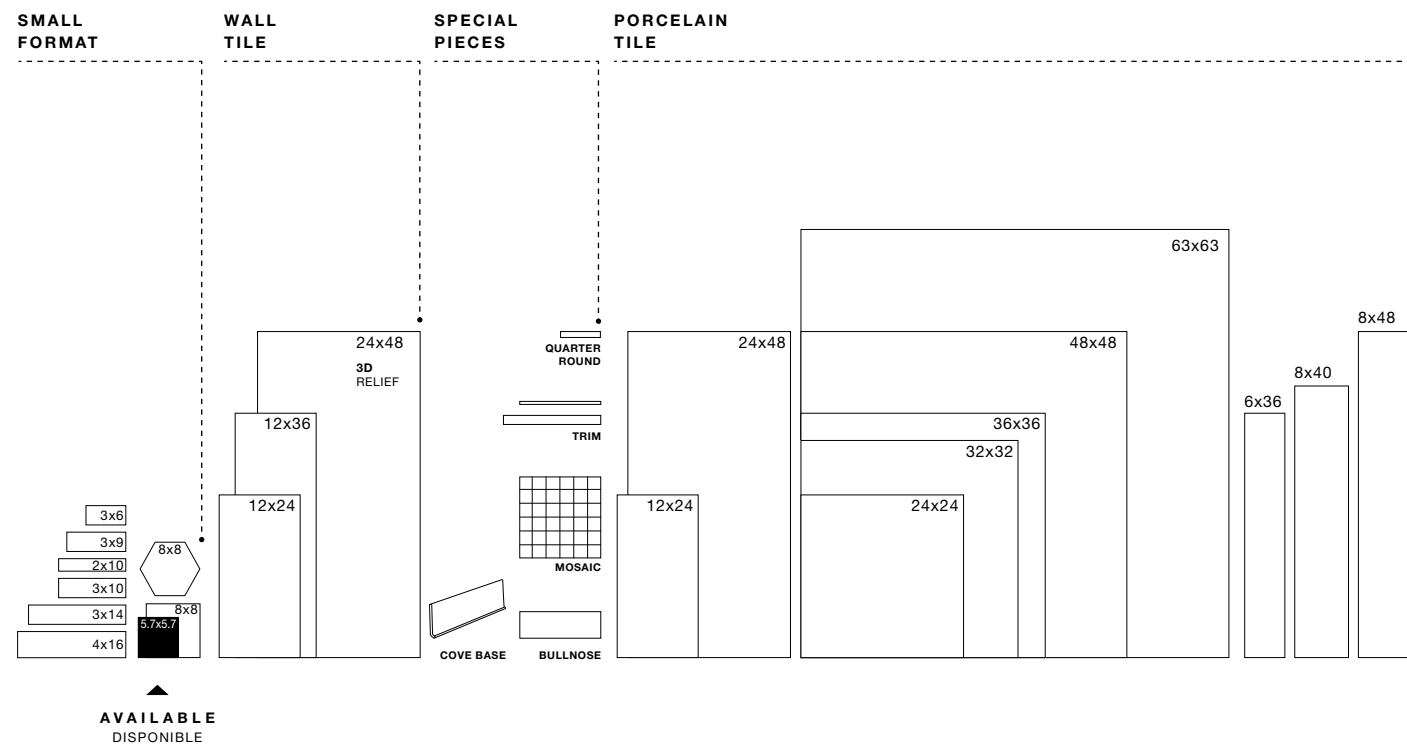 SMALL
FORMAT
WALL
TILE
SPECIAL
PIECES
PORCELAIN
TILE
3x6
3x9
2x10
3x10
3x14
4x16
8x8
8x8
5.7x5.7
AVAILABLE
DISPONIBLE
24x48
3D
RELIEF
12x36
12x24
QUARTER
ROUND
TRIM
MOSAIC
COVE BASE
BULLNOSE
24x48
12x24
63x63
48x48
36x36
32x32
24x24
6x36
8x40
8x48